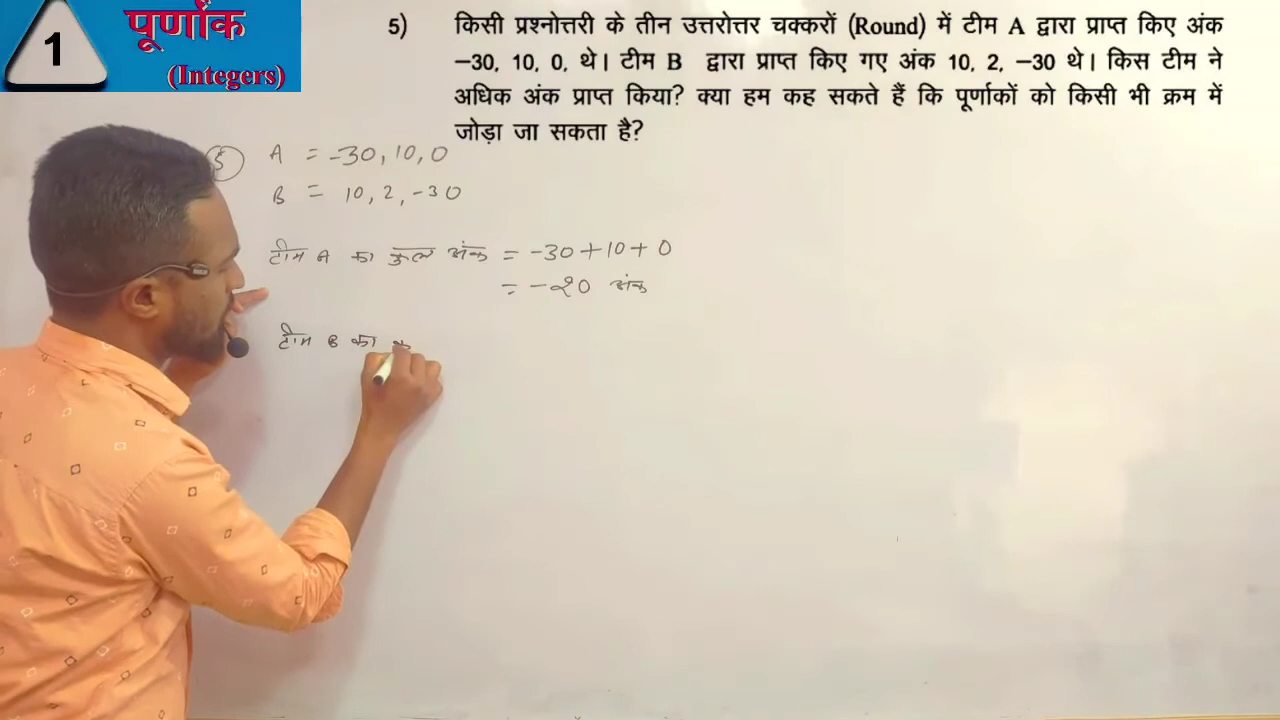 1
पूर्णांक
(Integers)
5) किसी प्रश्नोत्तरी के तीन उत्तरोत्तर चक्करों (Round) में टीम A द्वारा प्राप्त किए अंक
−30, 10, 0, थे। टीम B द्वारा प्राप्त किए गए अंक 10, 2, −30 थे। किस टीम ने
अधिक अंक प्राप्त किया? क्या हम कह सकते हैं कि पूर्णाकों को किसी भी क्रम में
जोड़ा जा सकता है?
5 A = -30, 10, 0
B = 10, 2, -30
टीम A का कुल अंक = -30 + 10 + 0
= -20 अंक
टीम B का क